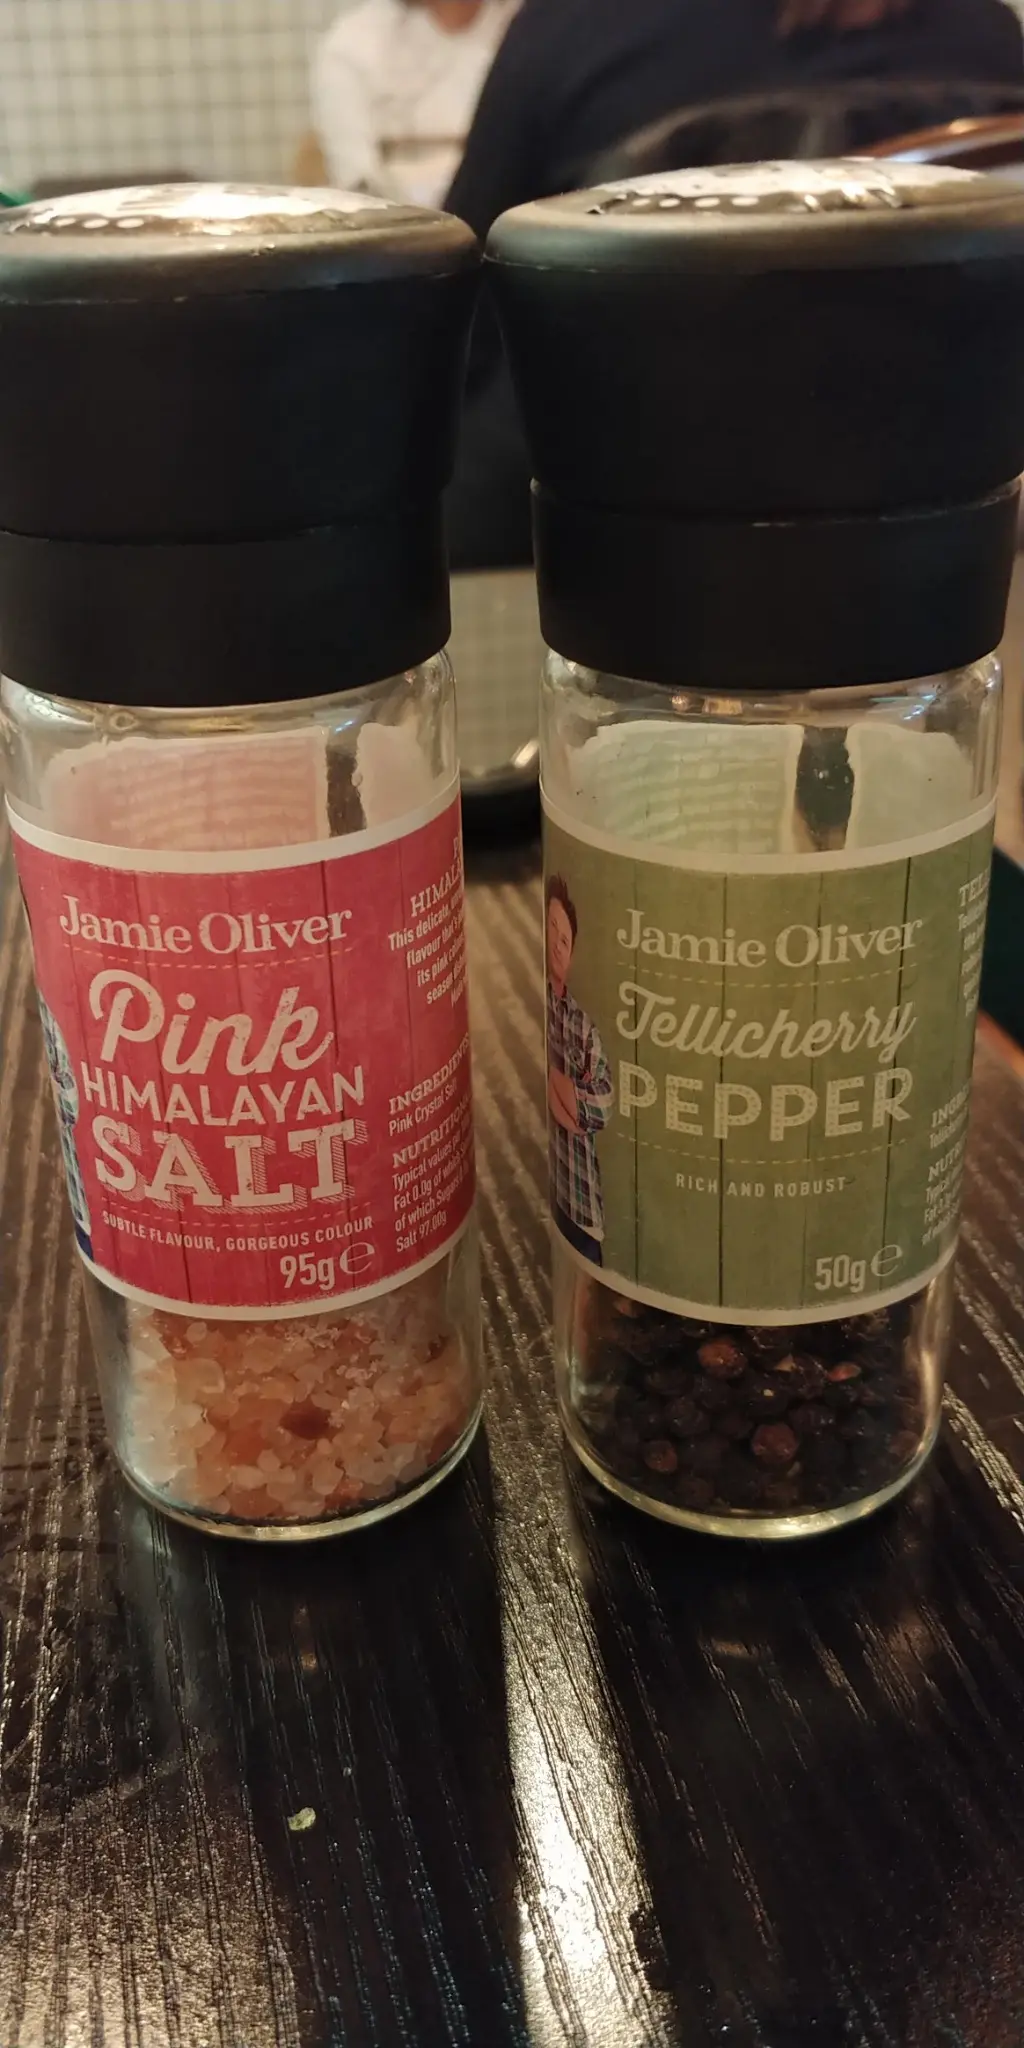 Jamie Oliver
Pink
HIMALAYAN
SALT
SUBTLE FLAVOUR, GORGEOUS COLOUR
95g℮
This delicate,
flavour that's
its pink
season
INGREDIENTS
Pink Crystal Salt
Typical values
Fat 0.0g of which
of which Sugars
Salt 97.00g
Jamie Oliver
Tellicherry
PEPPER
RICH AND ROBUST
50g℮